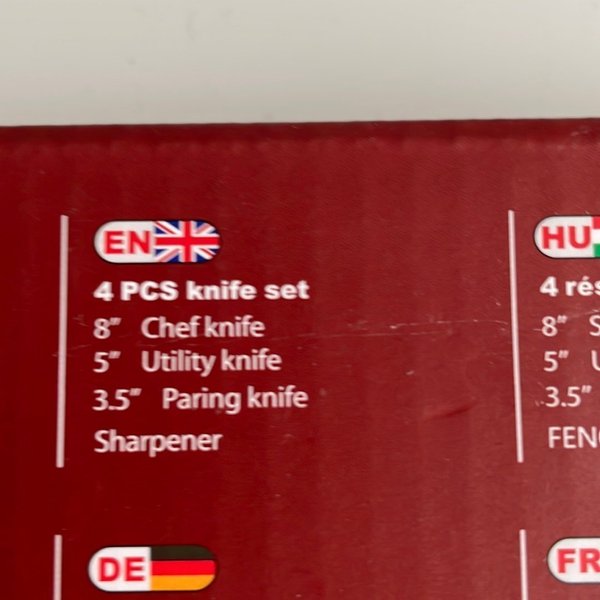 EN
4 PCS knife set
8” Chef knife
5” Utility knife
3.5” Paring knife
Sharpener
HU
4
8”
5”
3.5”
DE
FR